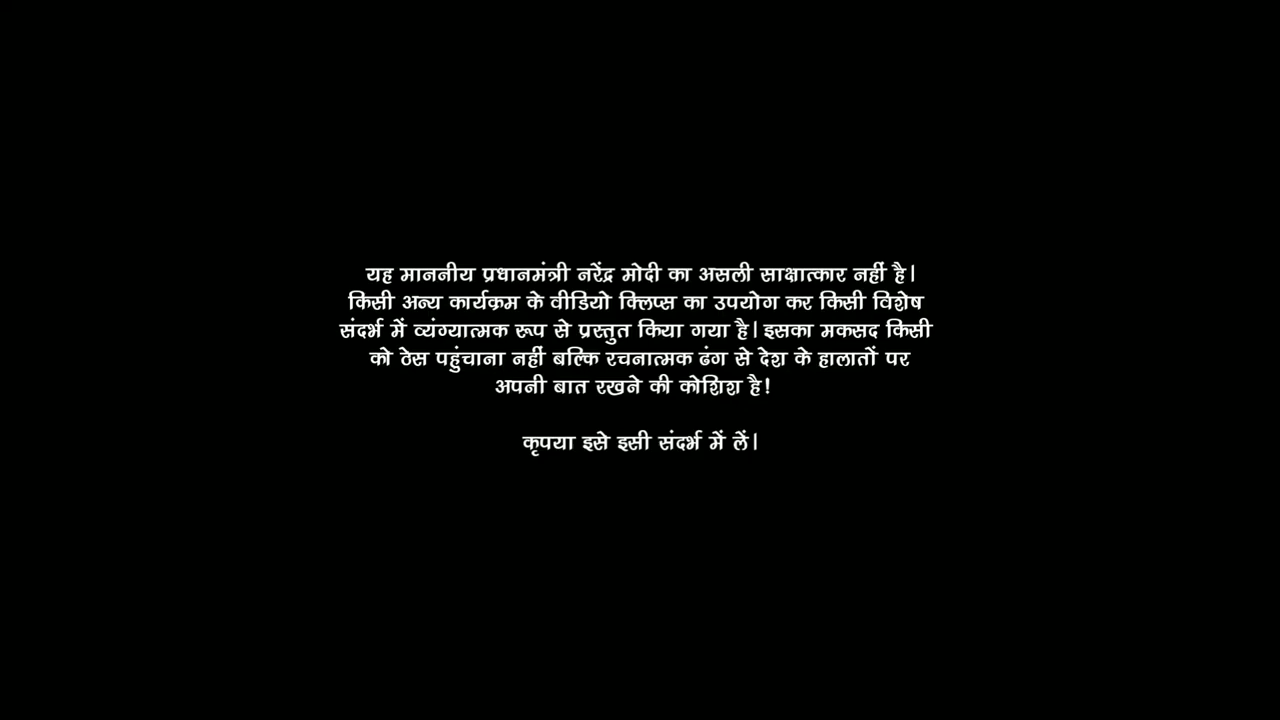 यह माननीय प्रधानमंत्री नरेंद्र मोदी का असली साक्षात्कार नहीं है।
किसी अन्य कार्यक्रम के वीडियो क्लिप्स का उपयोग कर किसी विशेष
संदर्भ में व्यंग्यात्मक रूप से प्रस्तुत किया गया है। इसका मकसद किसी
को ठेस पहुंचाना नहीं बल्कि रचनात्मक ढंग से देश के हालातों पर
अपनी बात रखने की कोशिश है!
कृपया इसे इसी संदर्भ में लें।